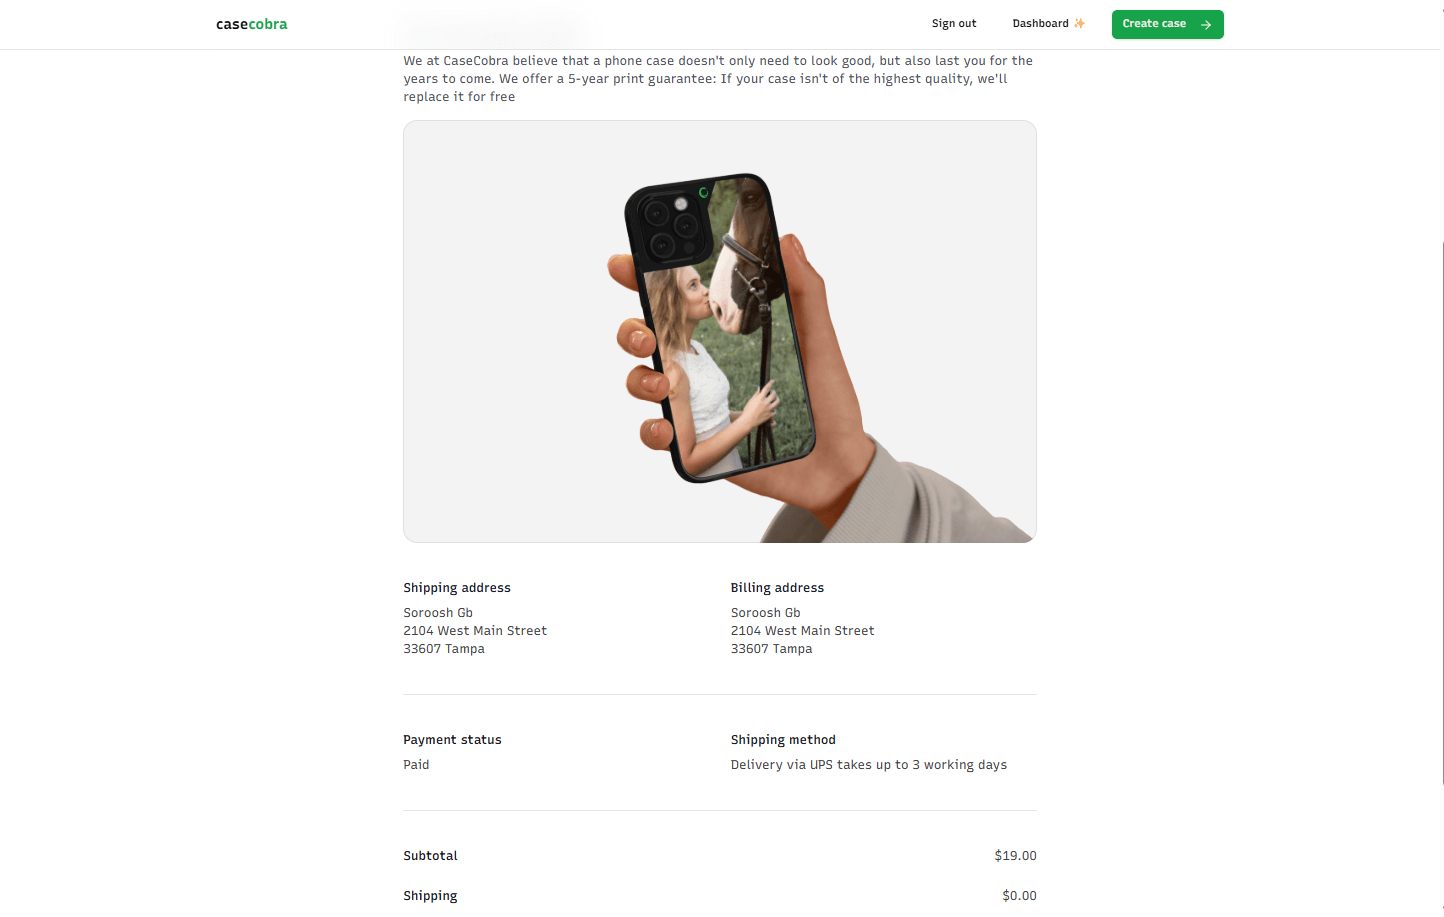 casecobra
Sign out
Dashboard ✨
Create case →
We at CaseCobra believe that a phone case doesn't only need to look good, but also last you for the
years to come. We offer a 5-year print guarantee: If your case isn't of the highest quality, we'll
replace it for free
Shipping address
Soroosh Gb
2104 West Main Street
33607 Tampa
Billing address
Soroosh Gb
2104 West Main Street
33607 Tampa
Payment status
Paid
Shipping method
Delivery via UPS takes up to 3 working days
Subtotal
$19.00
Shipping
$0.00